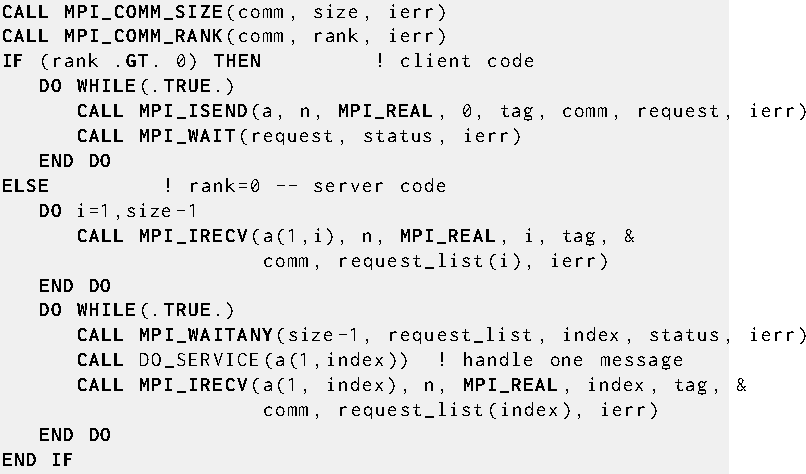 CALL MPI_COMM_SIZE(comm, size, ierr)
CALL MPI_COMM_RANK(comm, rank, ierr)
IF (rank .GT. 0) THEN         ! client code
   DO WHILE(.TRUE.)
      CALL MPI_ISEND(a, n, MPI_REAL, 0, tag, comm, request, ierr)
      CALL MPI_WAIT(request, status, ierr)
   END DO
ELSE         ! rank=0 -- server code
   DO i=1,size-1
      CALL MPI_IRECV(a(1,i), n, MPI_REAL, i, tag, &
                     comm, request_list(i), ierr)
   END DO
   DO WHILE(.TRUE.)
      CALL MPI_WAITANY(size-1, request_list, index, status, ierr)
      CALL DO_SERVICE(a(1,index))  ! handle one message
      CALL MPI_IRECV(a(1, index), n, MPI_REAL, index, tag, &
                     comm, request_list(index), ierr)
   END DO
END IF